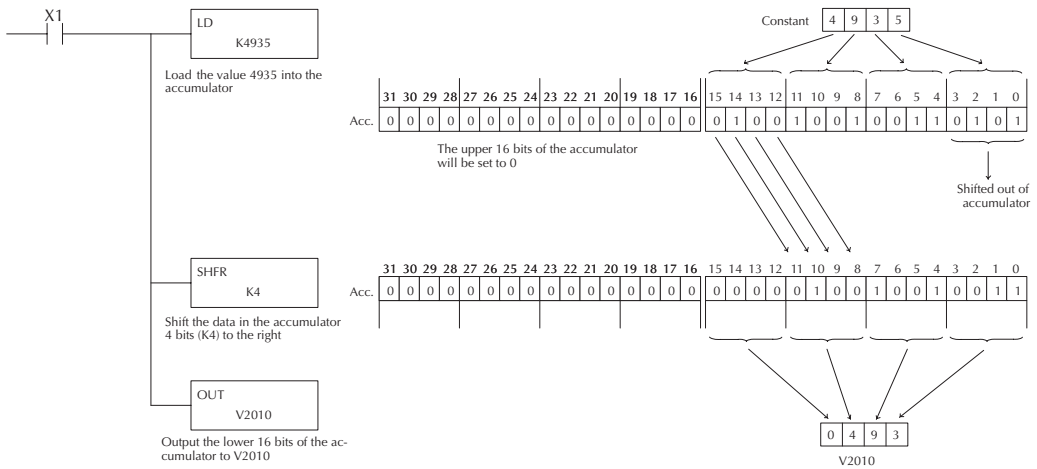 X1
LD
K4935
Load the value 4935 into the
accumulator
Constant 4 9 3 5
31 30 29 28 27 26 25 24 23 22 21 20 19 18 17 16 15 14 13 12 11 10 9 8 7 6 5 4 3 2 1 0
Acc. 0 0 0 0 0 0 0 0 0 0 0 0 0 0 0 0 0 1 0 0 1 0 0 1 0 0 1 1 0 1 0 1
The upper 16 bits of the accumulator
will be set to 0
Shifted out of
accumulator
SHFR
K4
Shift the data in the accumulator
4 bits (K4) to the right
31 30 29 28 27 26 25 24 23 22 21 20 19 18 17 16 15 14 13 12 11 10 9 8 7 6 5 4 3 2 1 0
Acc. 0 0 0 0 0 0 0 0 0 0 0 0 0 0 0 0 0 0 0 0 0 1 0 0 1 0 0 1 0 0 1 1
OUT
V2010
Output the lower 16 bits of the ac-
cumulator to V2010
0 4 9 3
V2010